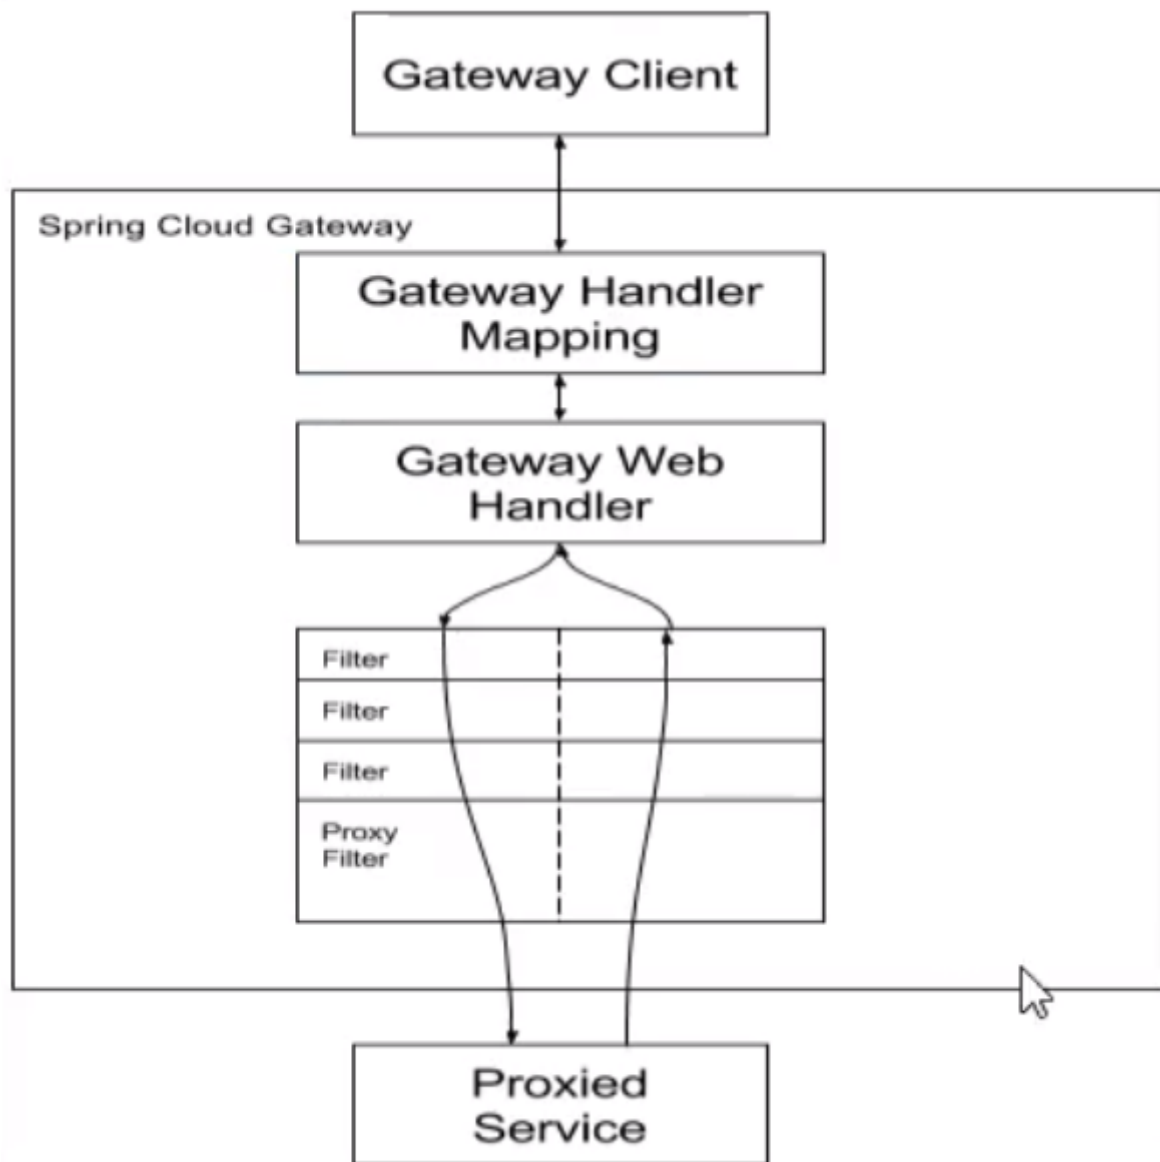 Gateway Client
Spring Cloud Gateway
Gateway Handler
Mapping
Gateway Web
Handler
Filter
Filter
Filter
Proxy
Filter
Proxied
Service